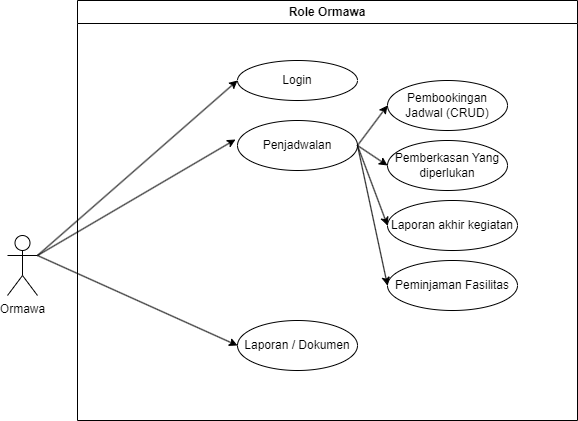 Role Ormawa
Login
Penjadwalan
Pembookingan
Jadwal (CRUD)
Pemberkasan Yang
diperlukan
Laporan akhir kegiatan
Peminjaman Fasilitas
Ormawa
Laporan / Dokumen